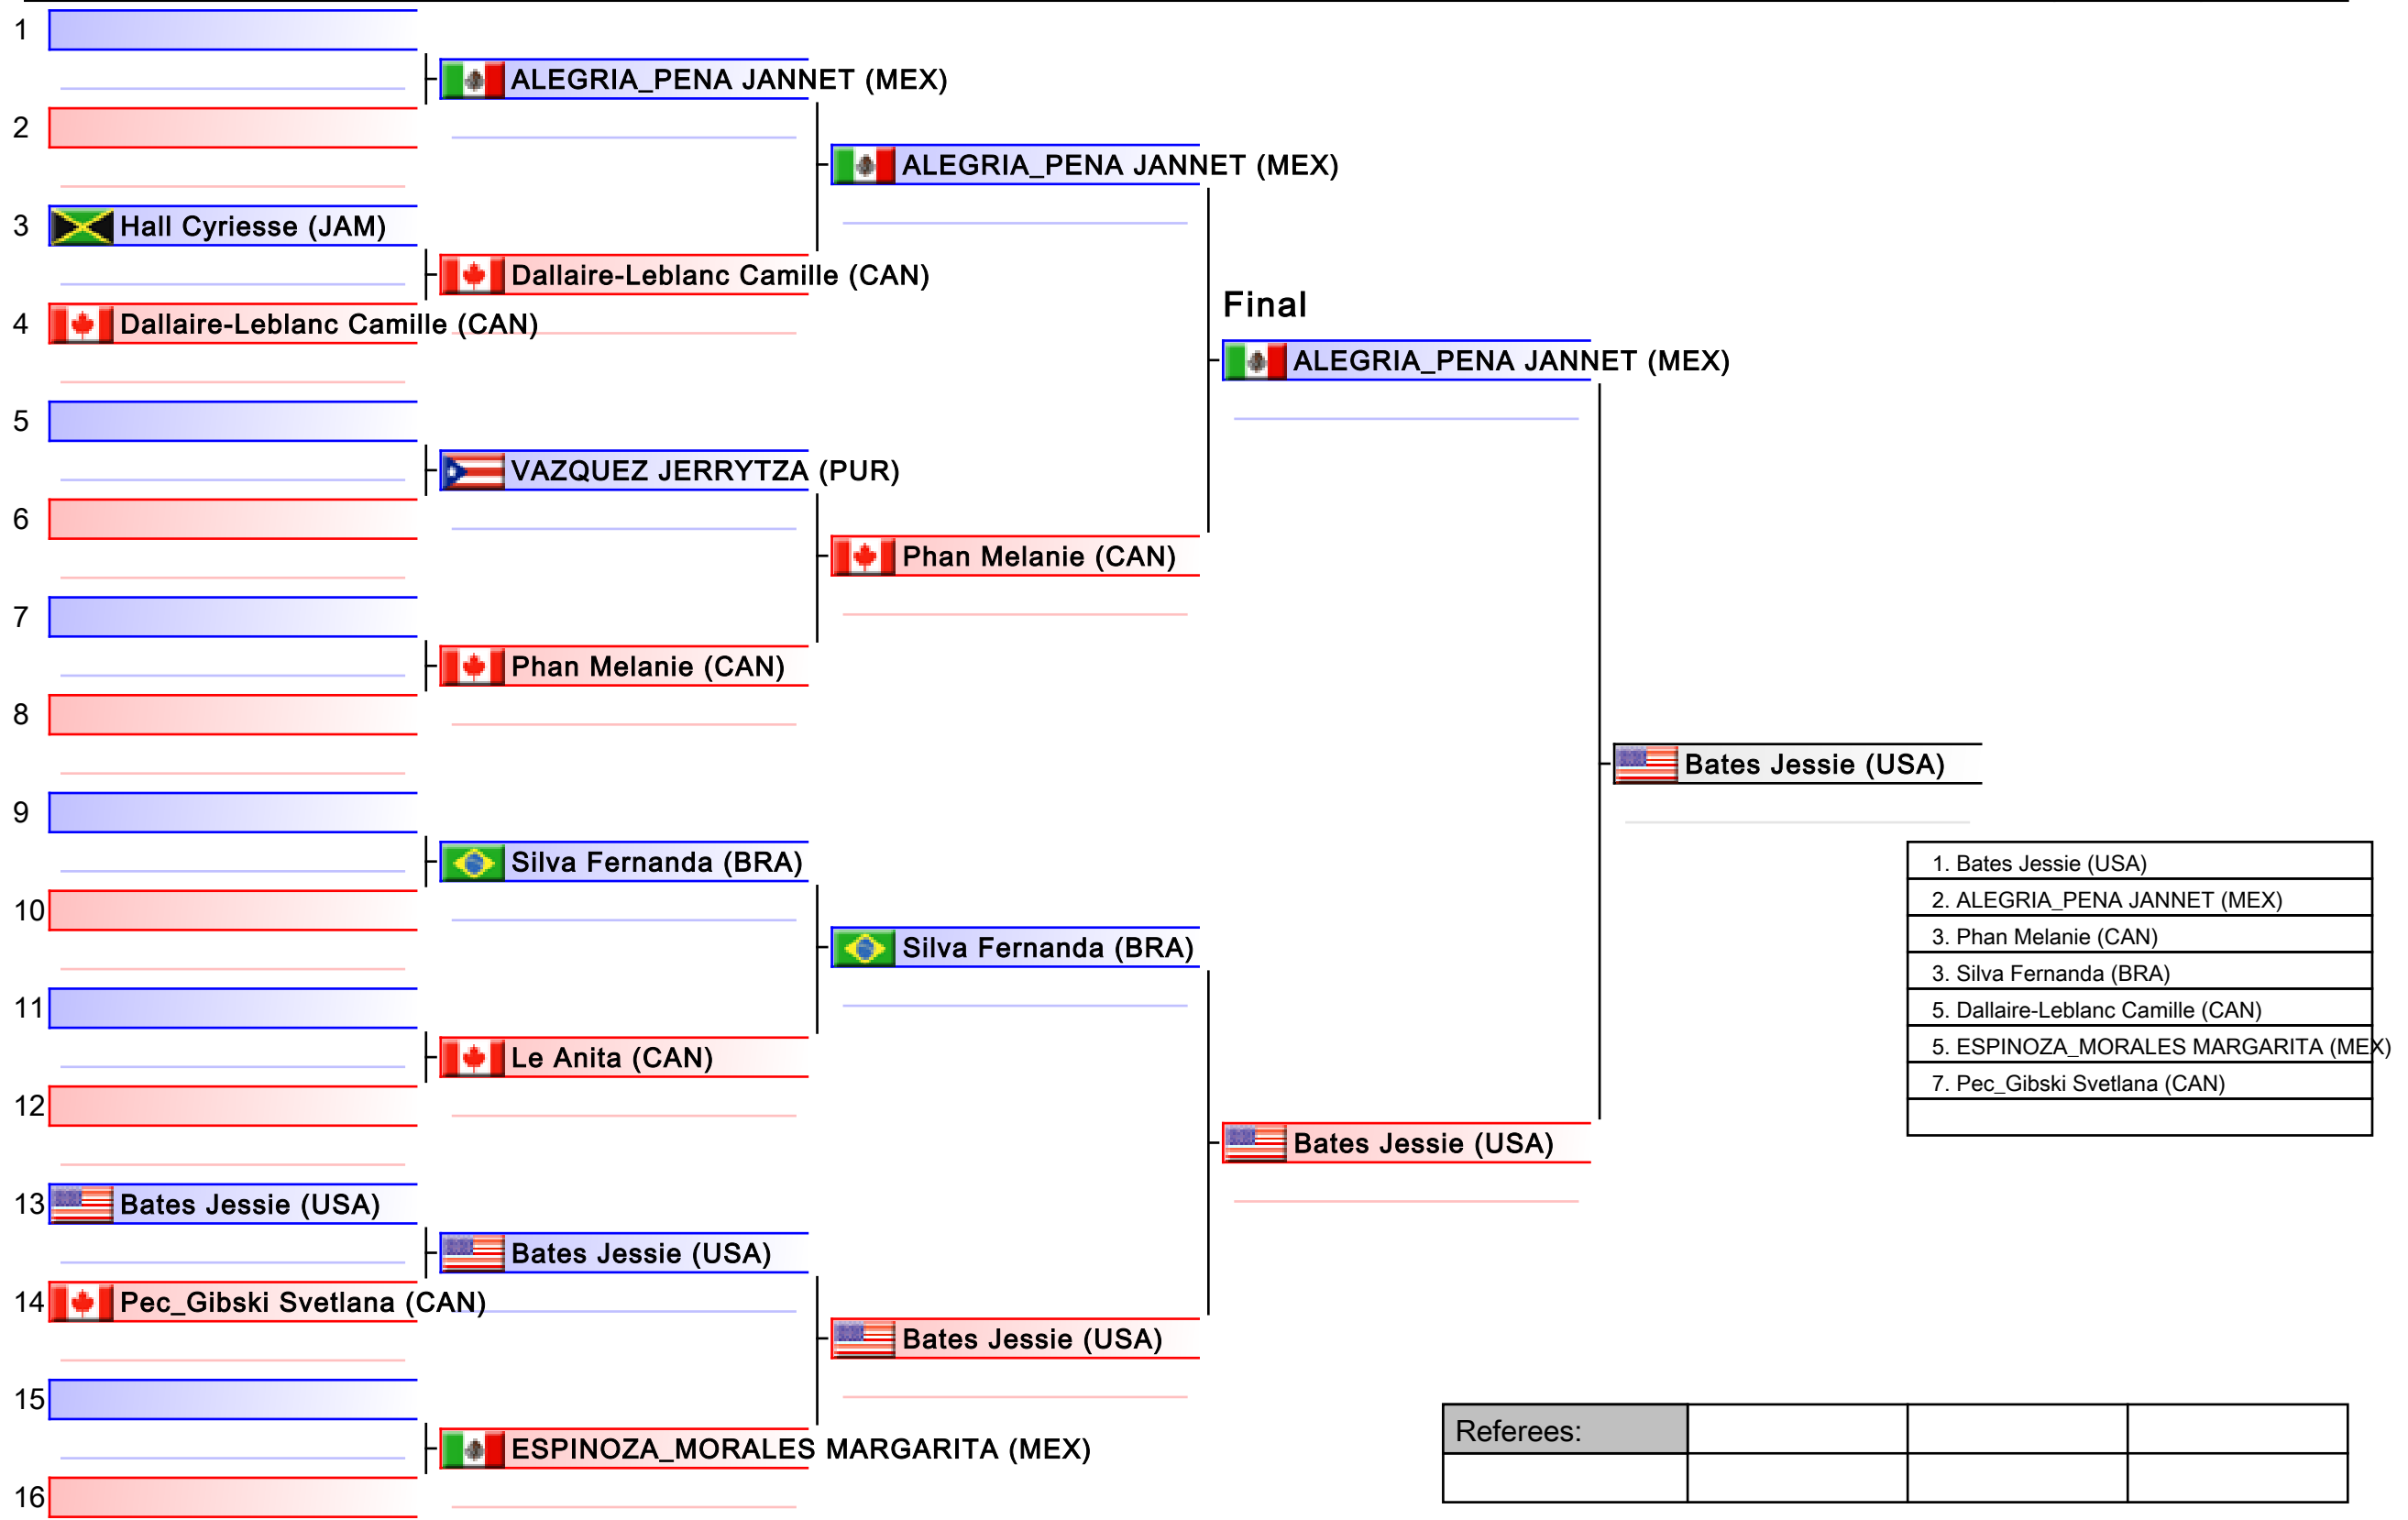 1
ALEGRIA_PENA JANNET (MEX)
2
ALEGRIA_PENA JANNET (MEX)
3 Hall Cyriesse (JAM)
Dallaire-Leblanc Camille (CAN)
Final
4 Dallaire-Leblanc Camille (CAN)
ALEGRIA_PENA JANNET (MEX)
5
VAZQUEZ JERRYTZA (PUR)
6
Phan Melanie (CAN)
7
Phan Melanie (CAN)
8
Bates Jessie (USA)
9
Silva Fernanda (BRA)
10
Silva Fernanda (BRA)
11
Le Anita (CAN)
12
Bates Jessie (USA)
13 Bates Jessie (USA)
Bates Jessie (USA)
14 Pec_Gibski Svetlana (CAN)
Bates Jessie (USA)
15
ESPINOZA_MORALES MARGARITA (MEX)
16
1. Bates Jessie (USA)
2. ALEGRIA_PENA JANNET (MEX)
3. Phan Melanie (CAN)
3. Silva Fernanda (BRA)
5. Dallaire-Leblanc Camille (CAN)
5. ESPINOZA_MORALES MARGARITA (MEX)
7. Pec_Gibski Svetlana (CAN)
Referees: